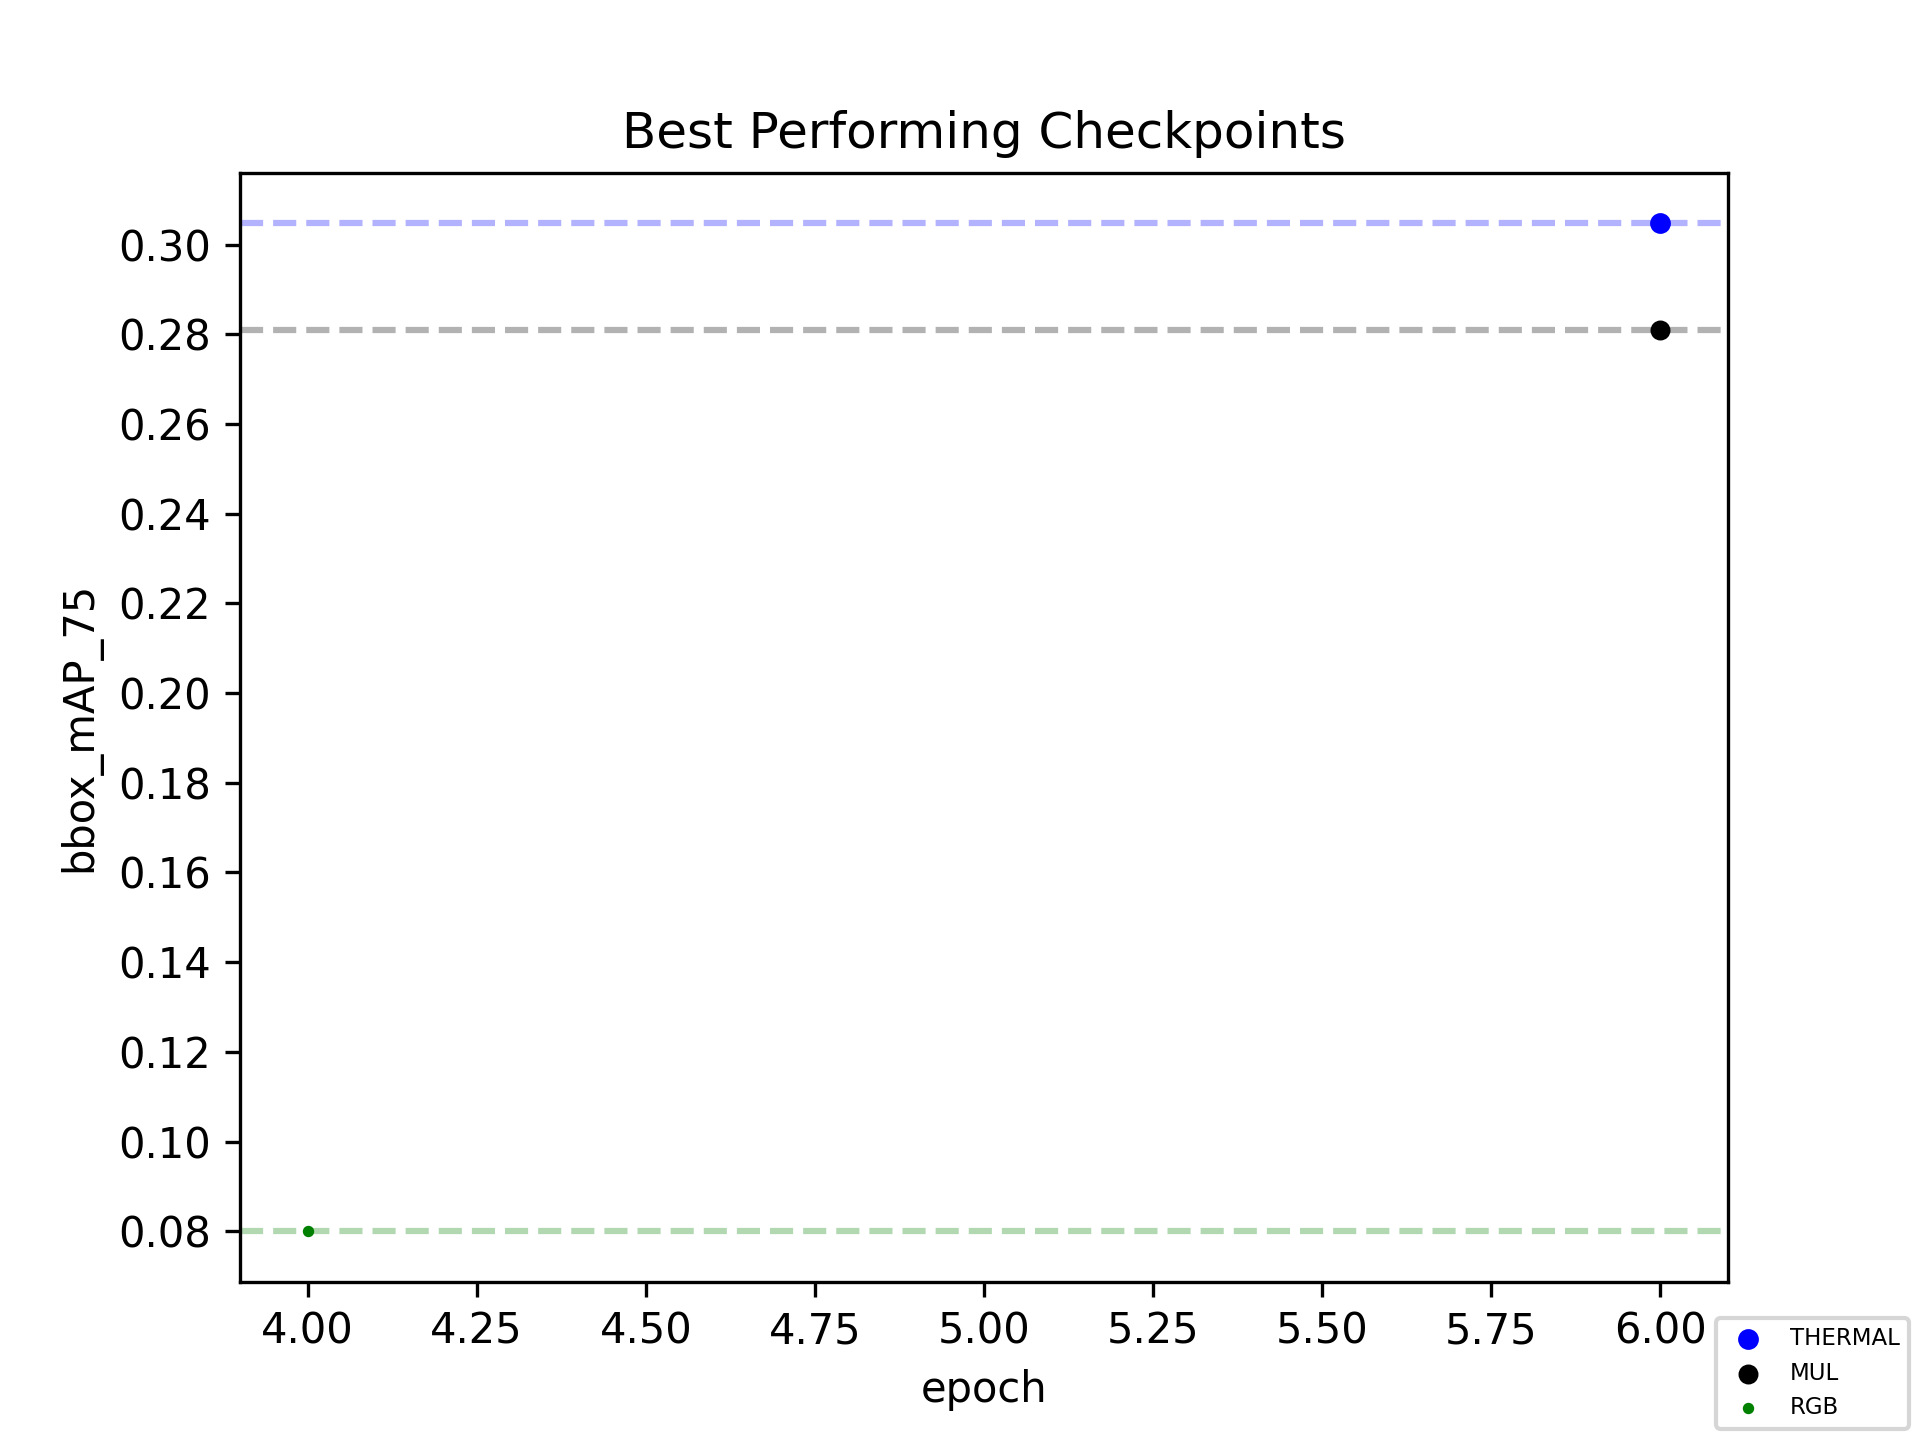 Best Performing Checkpoints
0.30
0.28
0.26
0.24
0.22
0.20
0.18
0.16
0.14
0.12
0.10
0.08
bbox_mAP_75
4.00 4.25 4.50 4.75 5.00 5.25 5.50 5.75 6.00
epoch
THERMAL
MUL
RGB